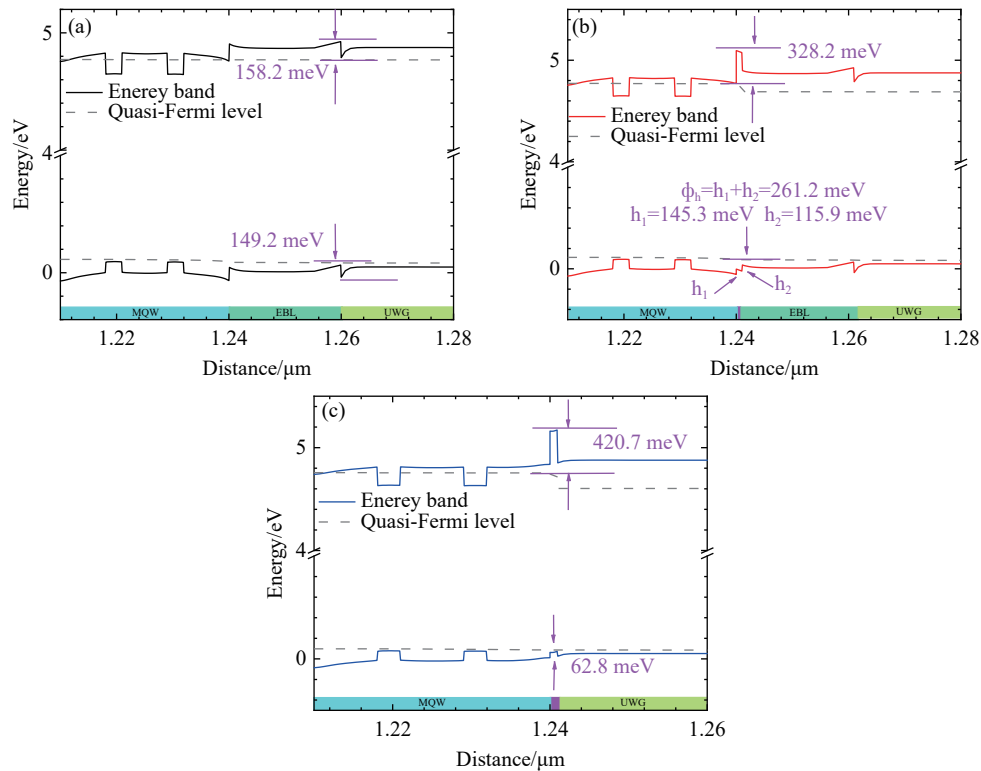 (a)
5
158.2 meV
Enerey band
Quasi-Fermi level
Energy/eV
4
149.2 meV
0
MQW EBL UWG
1.22 1.24 1.26 1.28
Distance/μm
(b)
328.2 meV
5
Enerey band
Quasi-Fermi level
Energy/eV
4
ϕh=h1+h2=261.2 meV
h1=145.3 meV h2=115.9 meV
0
h1 h2
MQW EBL UWG
1.22 1.24 1.26 1.28
Distance/μm
(c)
420.7 meV
5
Enerey band
Quasi-Fermi level
Energy/eV
4
0
62.8 meV
MQW UWG
1.22 1.24 1.26
Distance/μm